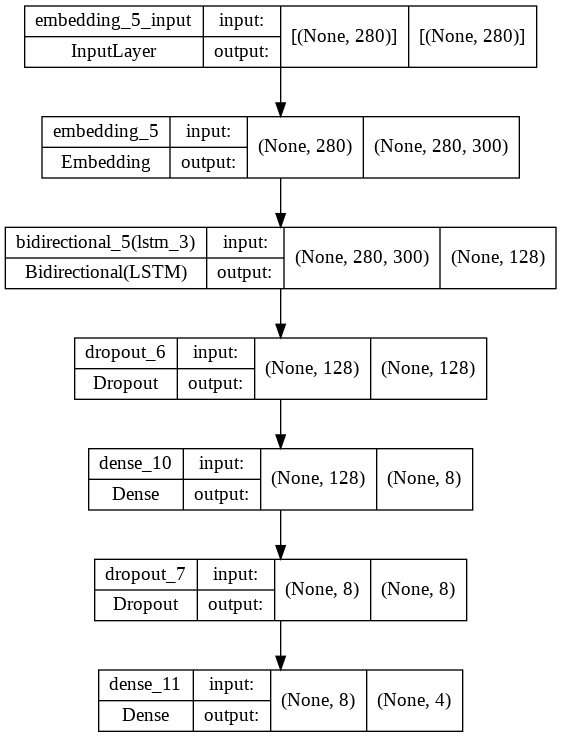 embedding_5_input input: [(None, 280)] [(None, 280)]
InputLayer output:
embedding_5 input: (None, 280) (None, 280, 300)
Embedding output:
bidirectional_5(lstm_3) input: (None, 280, 300) (None, 128)
Bidirectional(LSTM) output:
dropout_6 input: (None, 128) (None, 128)
Dropout output:
dense_10 input: (None, 128) (None, 8)
Dense output:
dropout_7 input: (None, 8) (None, 8)
Dropout output:
dense_11 input: (None, 8) (None, 4)
Dense output: